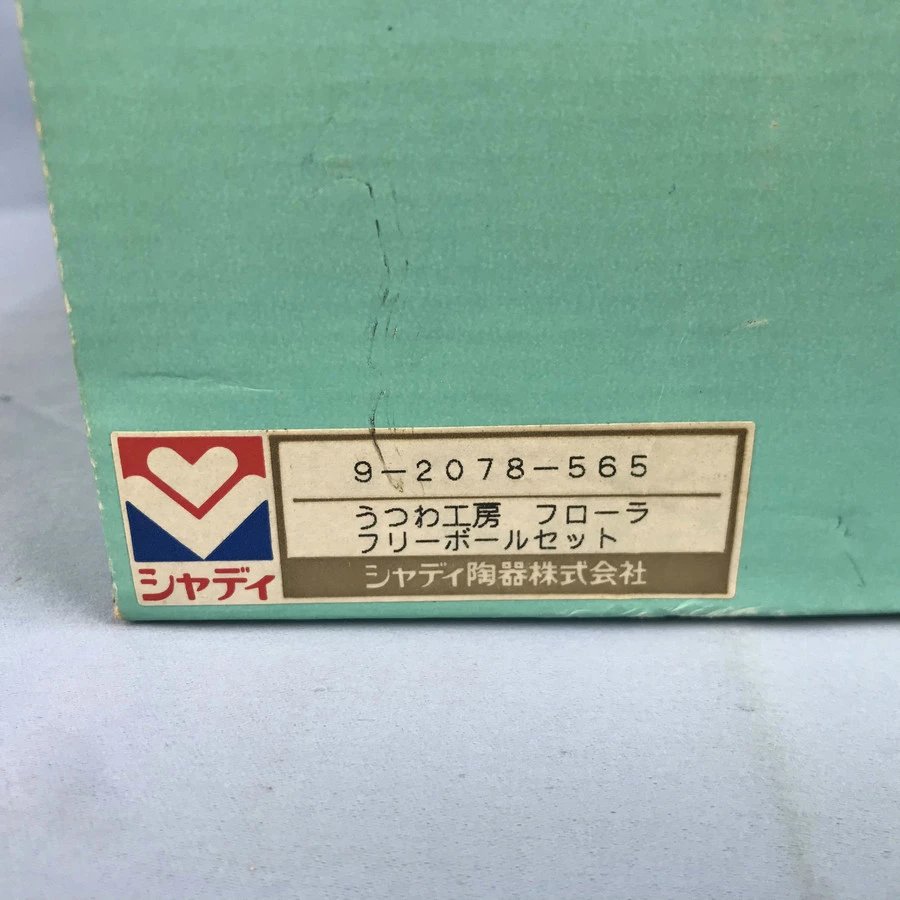 9-2078-565
うつわ工房 フローラ
フリーボールセット
シャディ
シャディ陶器株式会社